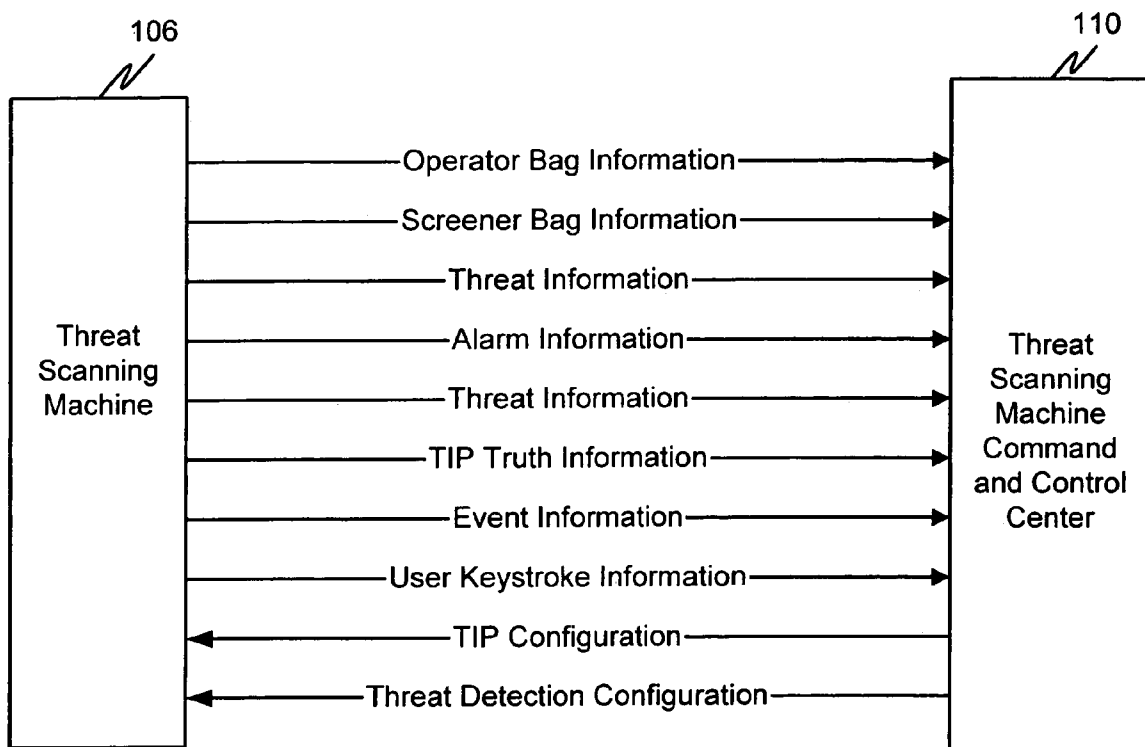 106
110
Operator Bag Information
Screener Bag Information
Threat Information
Alarm Information
Threat Information
TIP Truth Information
Event Information
User Keystroke Information
TIP Configuration
Threat Detection Configuration
Threat
Scanning
Machine
Threat
Scanning
Machine
Command
and Control
Center